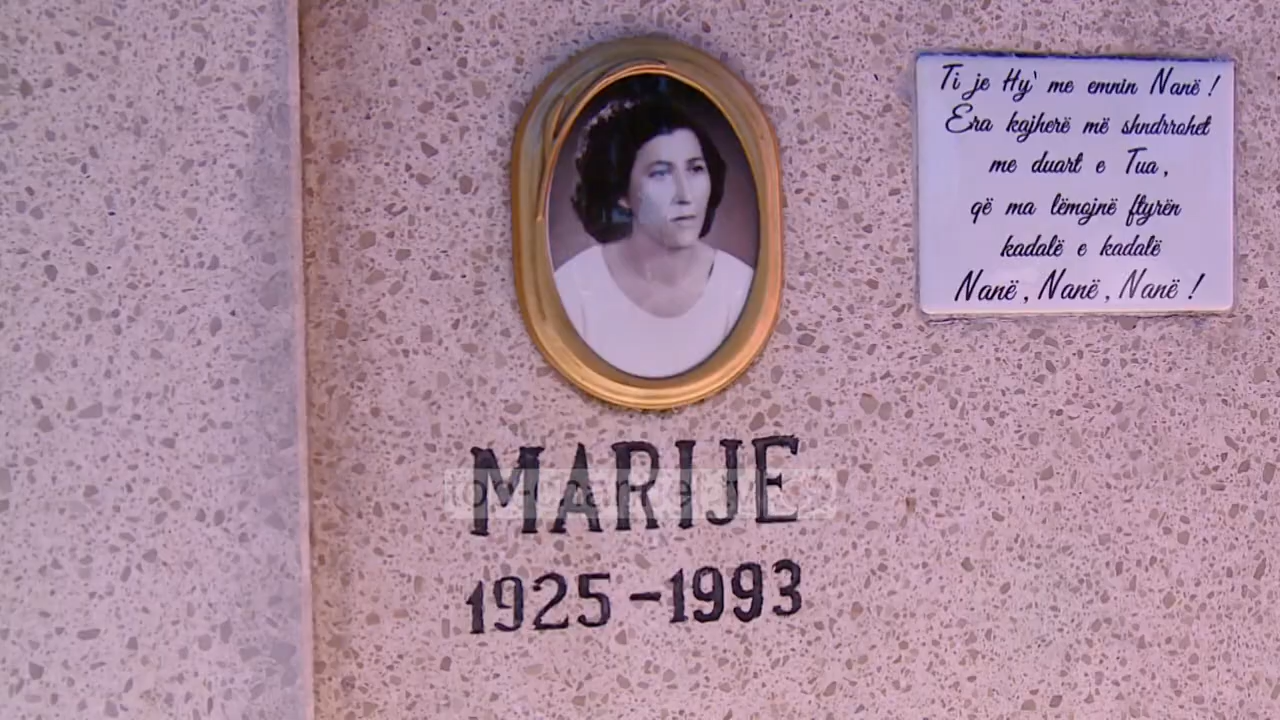 Ti je Hy' me emnin Nanë !
Era kajherë më shndrrohet
me duart e Tua,
që ma lëmojnë ftyrën
kadalë e kadalë
Nanë, Nanë, Nanë !
MARIJE
1925-1993